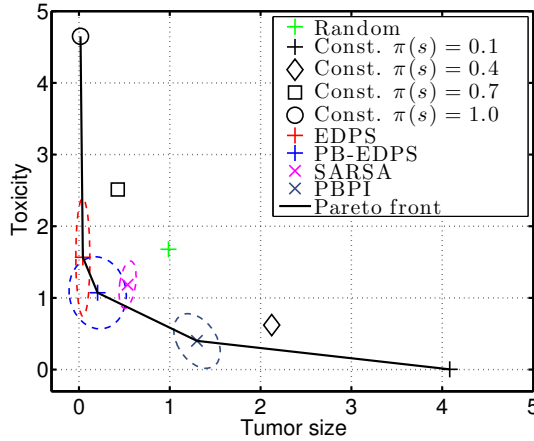 5
4
3
2
1
0
Toxicity
0 1 2 3 4 5
Tumor size
Random
Const. π(s) = 0.1
Const. π(s) = 0.4
Const. π(s) = 0.7
Const. π(s) = 1.0
EDPS
PB-EDPS
SARSA
PBPI
Pareto front